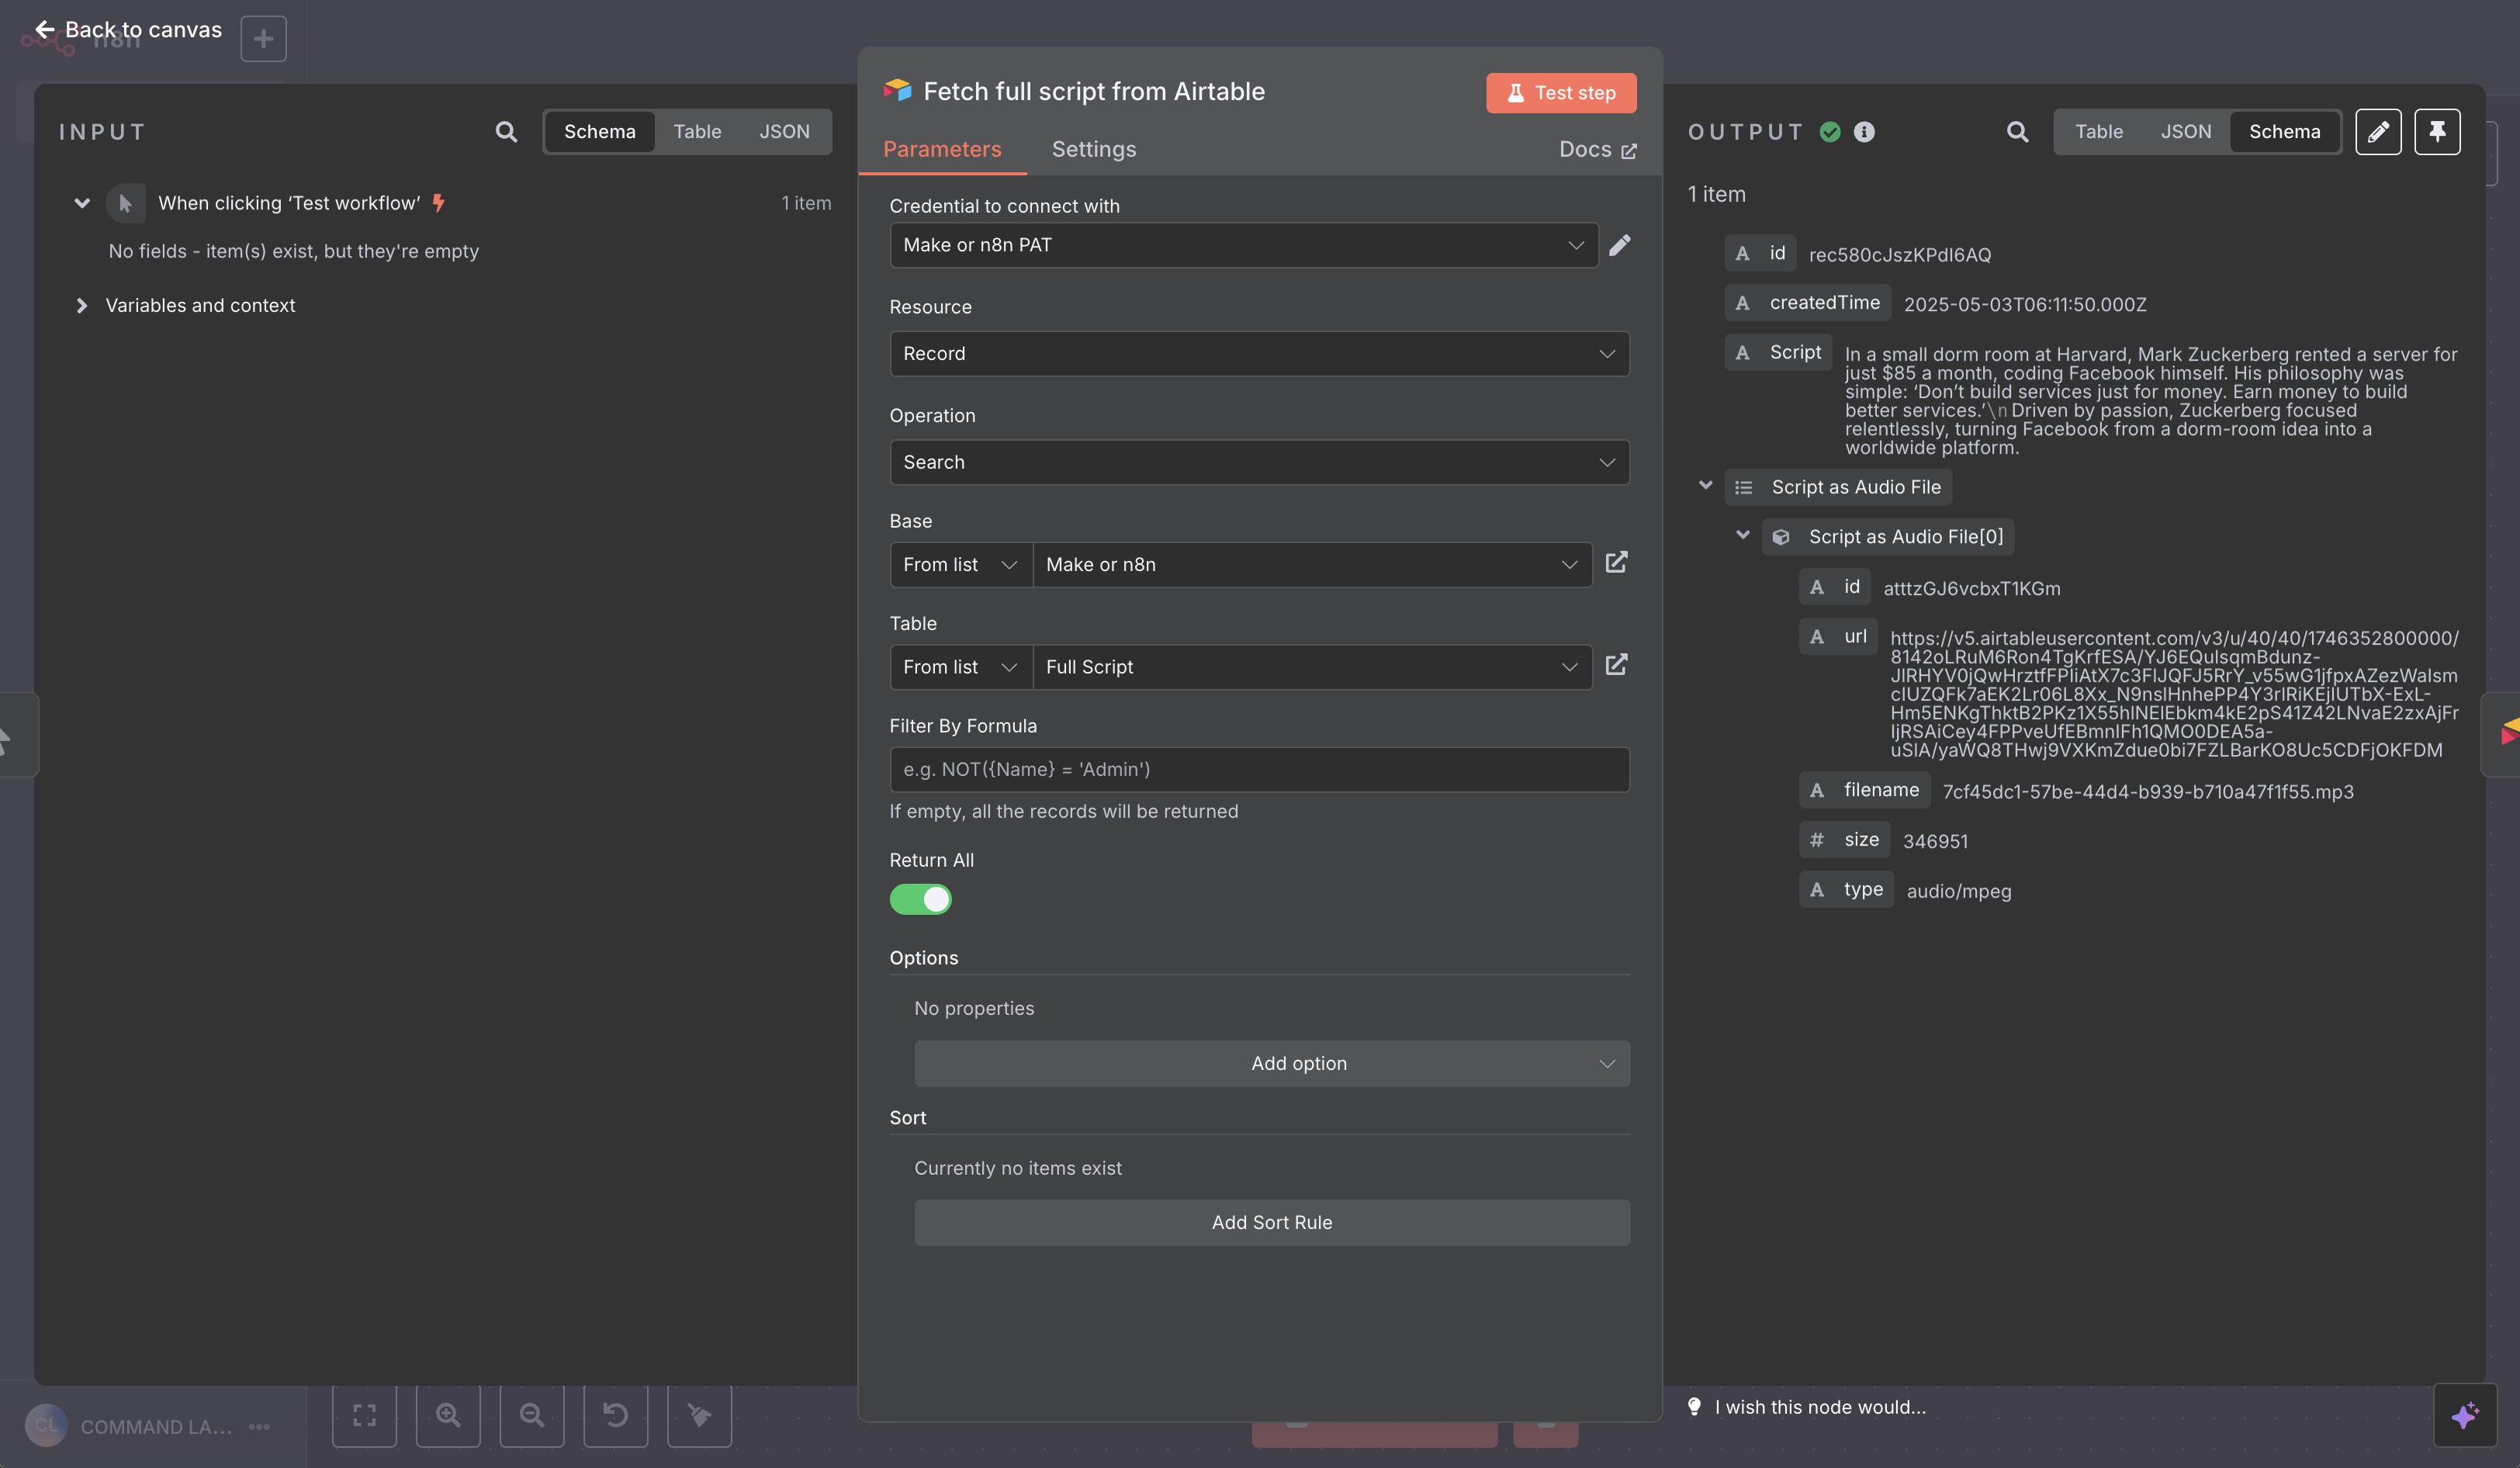 Back to canvas
n8n
INPUT
Schema
Table
JSON
When clicking ‘Test workflow’
1 item
No fields - item(s) exist, but they're empty
Variables and context
Fetch full script from Airtable
Test step
Parameters
Settings
Docs
Credential to connect with
Make or n8n PAT
Resource
Record
Operation
Search
Base
From list
Make or n8n
Table
From list
Full Script
Filter By Formula
e.g. NOT({Name} = 'Admin')
If empty, all the records will be returned
Return All
Options
No properties
Add option
Sort
Currently no items exist
Add Sort Rule
OUTPUT
Table
JSON
Schema
1 item
A id rec580cJszKPdI6AQ
A createdTime 2025-05-03T06:11:50.000Z
A Script In a small dorm room at Harvard, Mark Zuckerberg rented a server for
just $85 a month, coding Facebook himself. His philosophy was
simple: ‘Don’t build services just for money. Earn money to build
better services.’\n Driven by passion, Zuckerberg focused
relentlessly, turning Facebook from a dorm-room idea into a
worldwide platform.
Script as Audio File
Script as Audio File[0]
A id atttzGJ6vcbxT1KGm
A url https://v5.airtableusercontent.com/v3/u/40/40/1746352800000/
8142oLRuM6Ron4TgKrfESA/YJ6EQulsqmBdunz-
JIRHYV0jQwHrztfFPliAtX7c3FlJQFJ5RrY_v55wG1jfpxAZezWaIsm
cIUZQFk7aEK2Lr06L8Xx_N9nsIHnhePP4Y3rIRiKEjlUTbX-ExL-
Hm5ENKgThktB2PKz1X55hlNElEbkm4kE2pS41Z42LNvaE2zxAjFr
IjRSAiCey4FPPveUfEBmnIFh1QMO0DEA5a-
uSIA/yaWQ8THwj9VXKmZdue0bi7FZLBarKO8Uc5CDFjOKFDM
A filename 7cf45dc1-57be-44d4-b939-b710a47f1f55.mp3
# size 346951
A type audio/mpeg
I wish this node would...
CL
COMMAND LA...